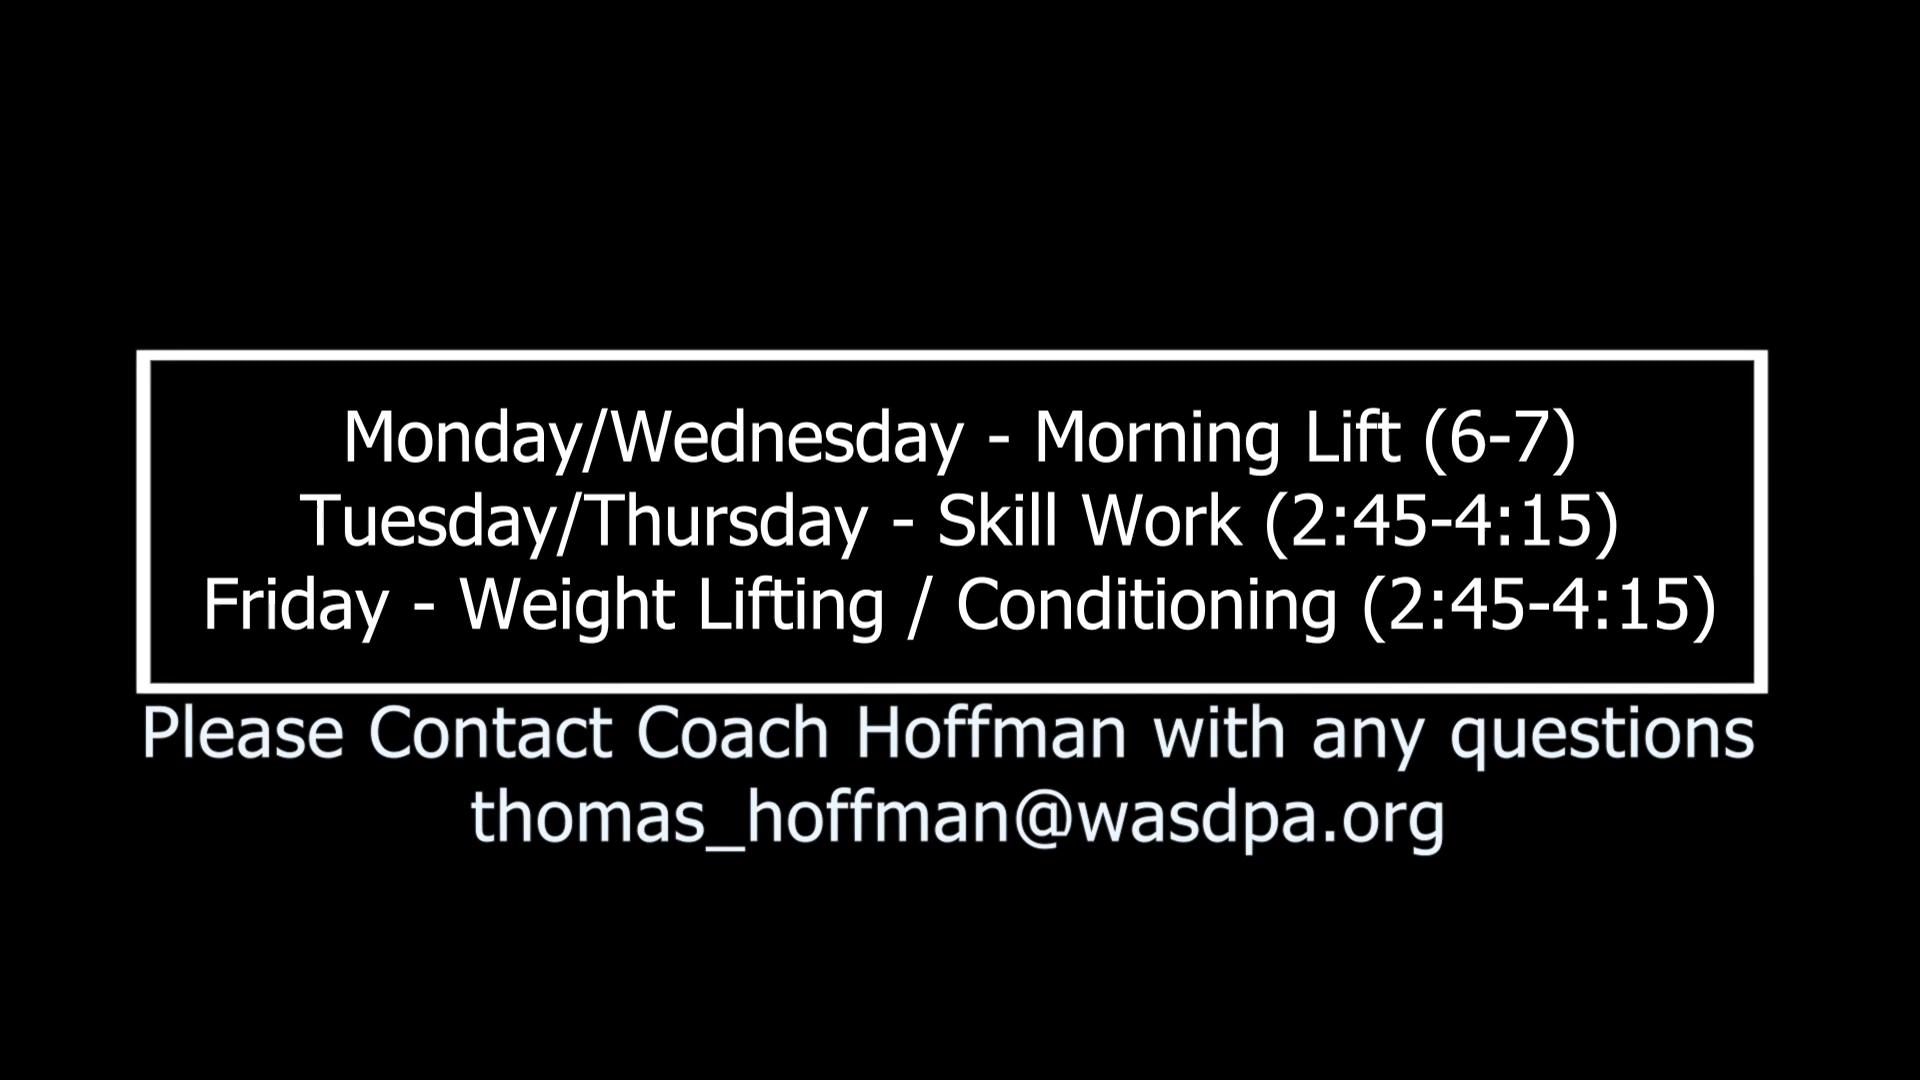 Monday/Wednesday - Morning Lift (6-7)
Tuesday/Thursday - Skill Work (2:45-4:15)
Friday - Weight Lifting / Conditioning (2:45-4:15)
Please Contact Coach Hoffman with any questions
thomas_hoffman@wasdpa.org